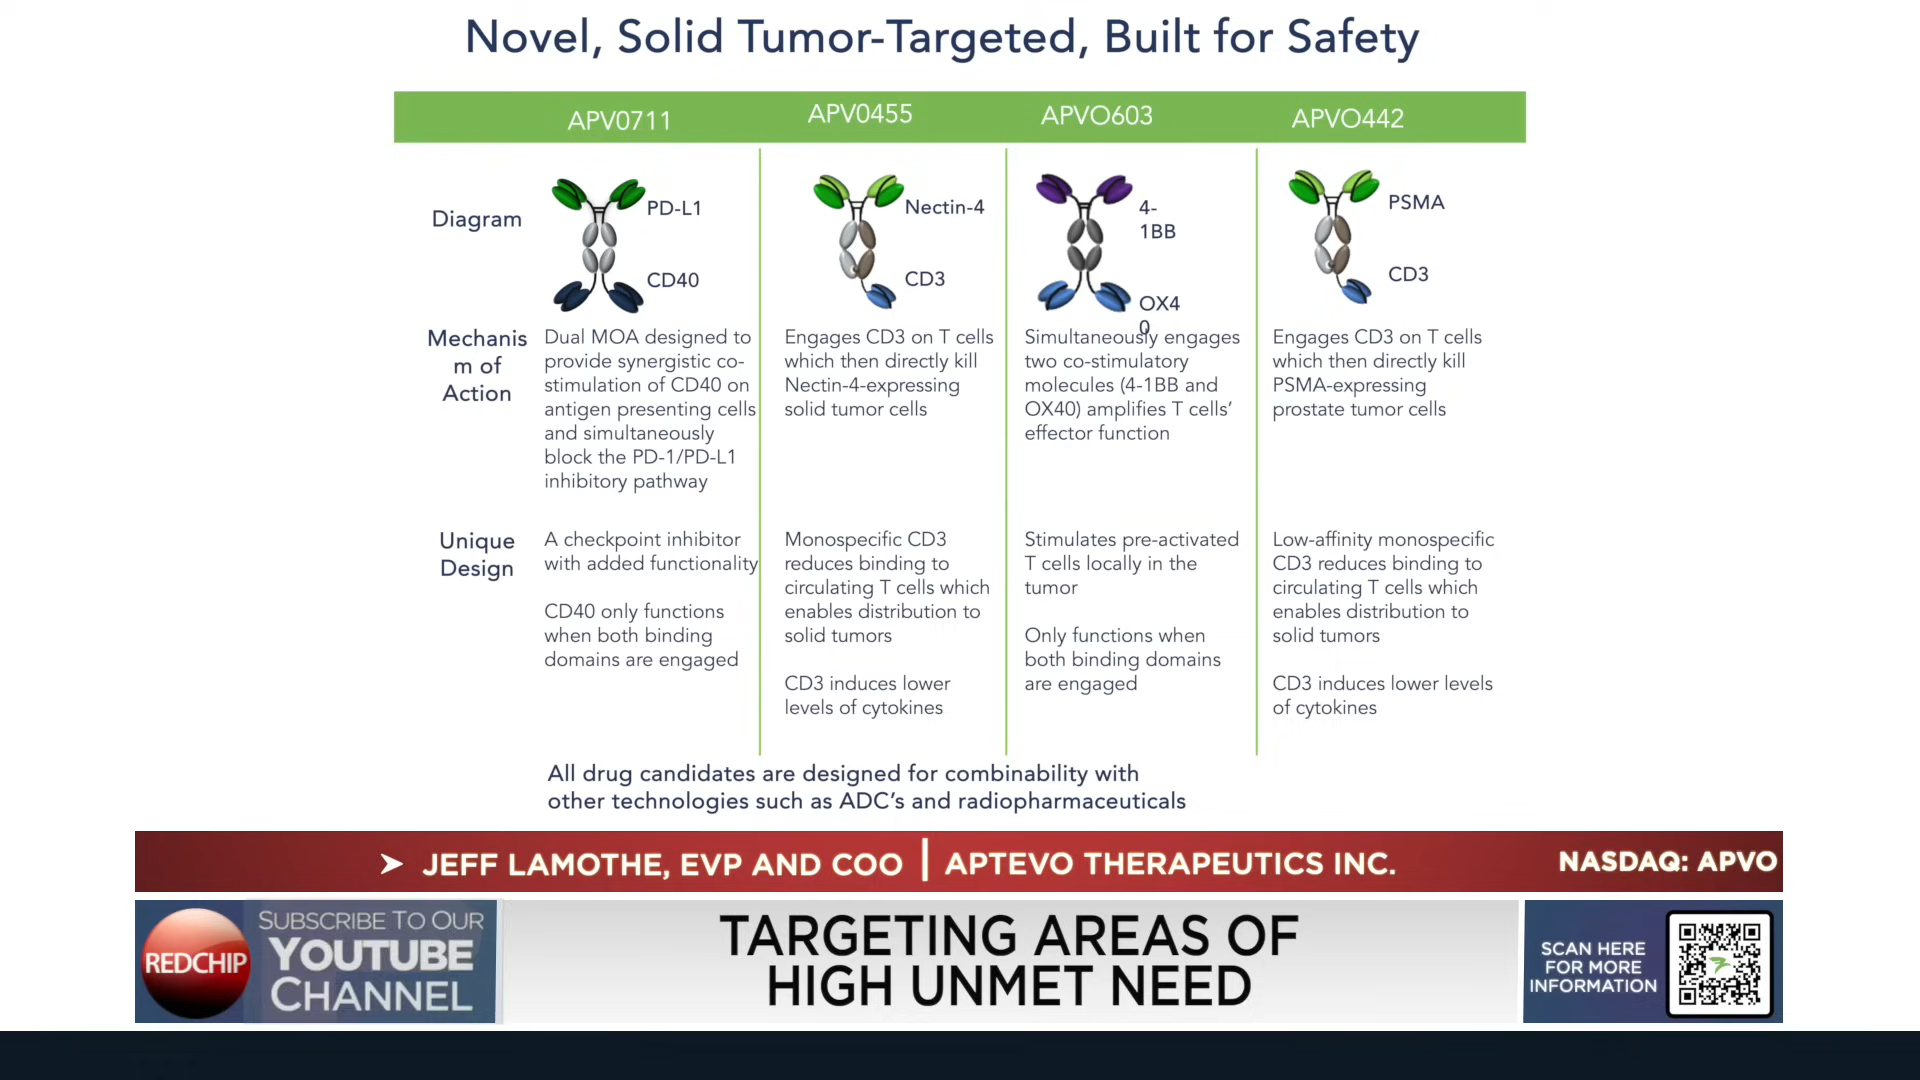 Novel, Solid Tumor-Targeted, Built for Safety
APV0711
APV0455
APVO603
APVO442
Diagram
PD-L1
CD40
Nectin-4
CD3
4-
1BB
OX4
0
PSMA
CD3
Mechanis
m of
Action
Dual MOA designed to
provide synergistic co-
stimulation of CD40 on
antigen presenting cells
and simultaneously
block the PD-1/PD-L1
inhibitory pathway
Engages CD3 on T cells
which then directly kill
Nectin-4-expressing
solid tumor cells
Simultaneously engages
two co-stimulatory
molecules (4-1BB and
OX40) amplifies T cells’
effector function
Engages CD3 on T cells
which then directly kill
PSMA-expressing
prostate tumor cells
Unique
Design
A checkpoint inhibitor
with added functionality
CD40 only functions
when both binding
domains are engaged
Monospecific CD3
reduces binding to
circulating T cells which
enables distribution to
solid tumors
CD3 induces lower
levels of cytokines
Stimulates pre-activated
T cells locally in the
tumor
Only functions when
both binding domains
are engaged
Low-affinity monospecific
CD3 reduces binding to
circulating T cells which
enables distribution to
solid tumors
CD3 induces lower levels
of cytokines
All drug candidates are designed for combinability with
other technologies such as ADC’s and radiopharmaceuticals
➤ JEFF LAMOTHE, EVP AND COO | APTEVO THERAPEUTICS INC.
NASDAQ: APVO
REDCHIP
SUBSCRIBE TO OUR
YOUTUBE
CHANNEL
TARGETING AREAS OF
HIGH UNMET NEED
SCAN HERE
FOR MORE
INFORMATION